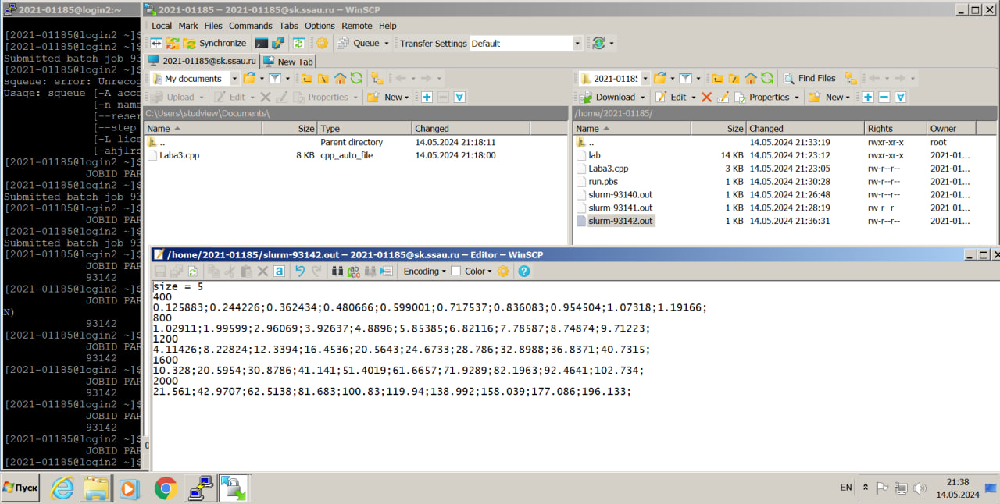 2021-01185@login2:~
[2021-01185@login2 ~]$
[2021-01185@login2 ~]$
Submitted batch job 93
[2021-01185@login2 ~]$
squeue: error: Unrecog
Usage: squeue [-A acco
[-n name
[--reser
[--step
[-L lice
[-ahjlrs
[2021-01185@login2 ~]$
JOBID PAR
[2021-01185@login2 ~]$
Submitted batch job 93
[2021-01185@login2 ~]$
JOBID PAR
[2021-01185@login2 ~]$
Submitted batch job 93
[2021-01185@login2 ~]$
JOBID PAR
93142
[2021-01185@login2 ~]$
JOBID PAR
N)
93142
[2021-01185@login2 ~]$
JOBID PAR
93142
[2021-01185@login2 ~]$
JOBID PAR
93142
[2021-01185@login2 ~]$
JOBID PAR
93142
[2021-01185@login2 ~]$
JOBID PAR
[2021-01185@login2 ~]$
2021-01185 – 2021-01185@sk.ssau.ru – WinSCP
Local Mark Files Commands Tabs Options Remote Help
Synchronize Queue Transfer Settings Default
2021-01185@sk.ssau.ru New Tab
My documents
Upload Edit Properties New
C:\Users\studview\Documents\
Name Size Type Changed
.. Parent directory 14.05.2024 21:18:11
Laba3.cpp 8 KB cpp_auto_file 14.05.2024 21:18:00
2021-0118 Find Files
Download Edit Properties New
/home/2021-01185/
Name Size Changed Rights Owner
.. 14.05.2024 21:33:19 rwxr-xr-x root
lab 14 KB 14.05.2024 21:23:12 rwxr-xr-x 2021-01...
Laba3.cpp 3 KB 14.05.2024 21:23:05 rw-r--r-- 2021-01...
run.pbs 1 KB 14.05.2024 21:30:28 rw-r--r-- 2021-01...
slurm-93140.out 1 KB 14.05.2024 21:26:48 rw-r--r-- 2021-01...
slurm-93141.out 1 KB 14.05.2024 21:28:19 rw-r--r-- 2021-01...
slurm-93142.out 1 KB 14.05.2024 21:36:31 rw-r--r-- 2021-01...
/home/2021-01185/slurm-93142.out – 2021-01185@sk.ssau.ru – Editor – WinSCP
Encoding Color
size = 5
400
0.125883;0.244226;0.362434;0.480666;0.599001;0.717537;0.836083;0.954504;1.07318;1.19166;
800
1.02911;1.99599;2.96069;3.92637;4.8896;5.85385;6.82116;7.78587;8.74874;9.71223;
1200
4.11426;8.22824;12.3394;16.4536;20.5643;24.6733;28.786;32.8988;36.8371;40.7315;
1600
10.328;20.5954;30.8786;41.141;51.4019;61.6657;71.9289;82.1963;92.4641;102.734;
2000
21.561;42.9707;62.5138;81.683;100.83;119.94;138.992;158.039;177.086;196.133;
Пуск
EN
21:38
14.05.2024